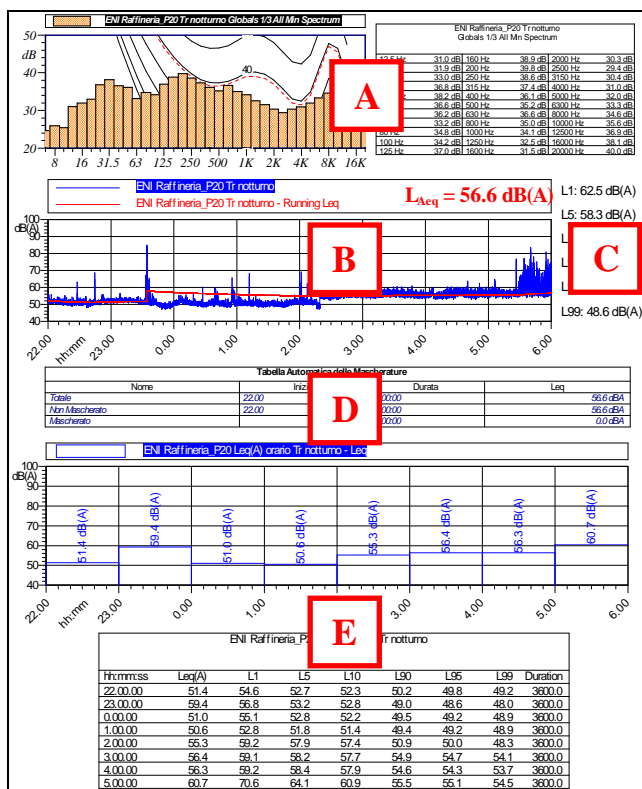 ENI Raffineria_P20 Tr notturno Globals 1/3 All Min Spectrum
50
dB
40
30
20
40
8 16 31.5 63 125 250 500 1K 2K 4K 8K 16K
A
ENI Raffineria_P20 Tr notturno
Globals 1/3 All Min Spectrum
12.5 Hz 31.0 dB 160 Hz 38.9 dB 2000 Hz 30.3 dB
31.9 dB 200 Hz 39.8 dB 2500 Hz 29.4 dB
33.0 dB 250 Hz 38.6 dB 3150 Hz 30.4 dB
36.8 dB 315 Hz 37.4 dB 4000 Hz 31.0 dB
38.2 dB 400 Hz 36.1 dB 5000 Hz 32.0 dB
36.6 dB 500 Hz 35.2 dB 6300 Hz 33.3 dB
36.2 dB 630 Hz 36.6 dB 8000 Hz 34.6 dB
33.2 dB 800 Hz 35.0 dB 10000 Hz 35.6 dB
80 Hz 34.8 dB 1000 Hz 34.1 dB 12500 Hz 36.9 dB
100 Hz 34.2 dB 1250 Hz 32.5 dB 16000 Hz 38.1 dB
125 Hz 37.0 dB 1600 Hz 31.5 dB 20000 Hz 40.0 dB
ENI Raffineria_P20 Tr notturno
ENI Raffineria_P20 Tr notturno - Running Leq
LAeq = 56.6 dB(A)
L1: 62.5 dB(A)
L5: 58.3 dB(A)
L99: 48.6 dB(A)
B
C
100
dB(A)
90
80
70
60
50
40
22.00 23.00 0.00 1.00 2.00 3.00 4.00 5.00 6.00
hh:mm
Tabella Automatica delle Mascherature
Nome Durata Leq
Totale 22.00 56.6 dBA
Non Mascherato 22.00 56.6 dBA
Mascherato 0.0 dBA
D
ENI Raffineria_P20 Leq(A) orario Tr notturno - Leq
100
dB(A)
90
80
70
60
50
40
51.4 dB(A) 59.4 dB(A) 51.0 dB(A) 50.6 dB(A) 55.3 dB(A) 56.4 dB(A) 56.3 dB(A) 60.7 dB(A)
22.00 23.00 0.00 1.00 3.00 4.00 5.00 6.00
hh:mm
E
ENI Raffineria_P notturno
hh:mm:ss Leq(A) L1 L5 L10 L90 L95 L99 Duration
22.00.00 51.4 54.6 52.7 52.3 50.2 49.8 49.2 3600.0
23.00.00 59.4 56.8 53.2 52.8 49.0 48.6 48.0 3600.0
0.00.00 51.0 55.1 52.8 52.2 49.5 49.2 48.9 3600.0
1.00.00 50.6 52.8 51.8 51.4 49.4 49.2 48.9 3600.0
2.00.00 55.3 59.2 57.9 57.4 50.9 50.0 48.3 3600.0
3.00.00 56.4 59.1 58.2 57.7 54.9 54.7 54.1 3600.0
4.00.00 56.3 59.2 58.4 57.9 54.6 54.3 53.7 3600.0
5.00.00 60.7 70.6 64.1 60.9 55.5 55.1 54.5 3600.0